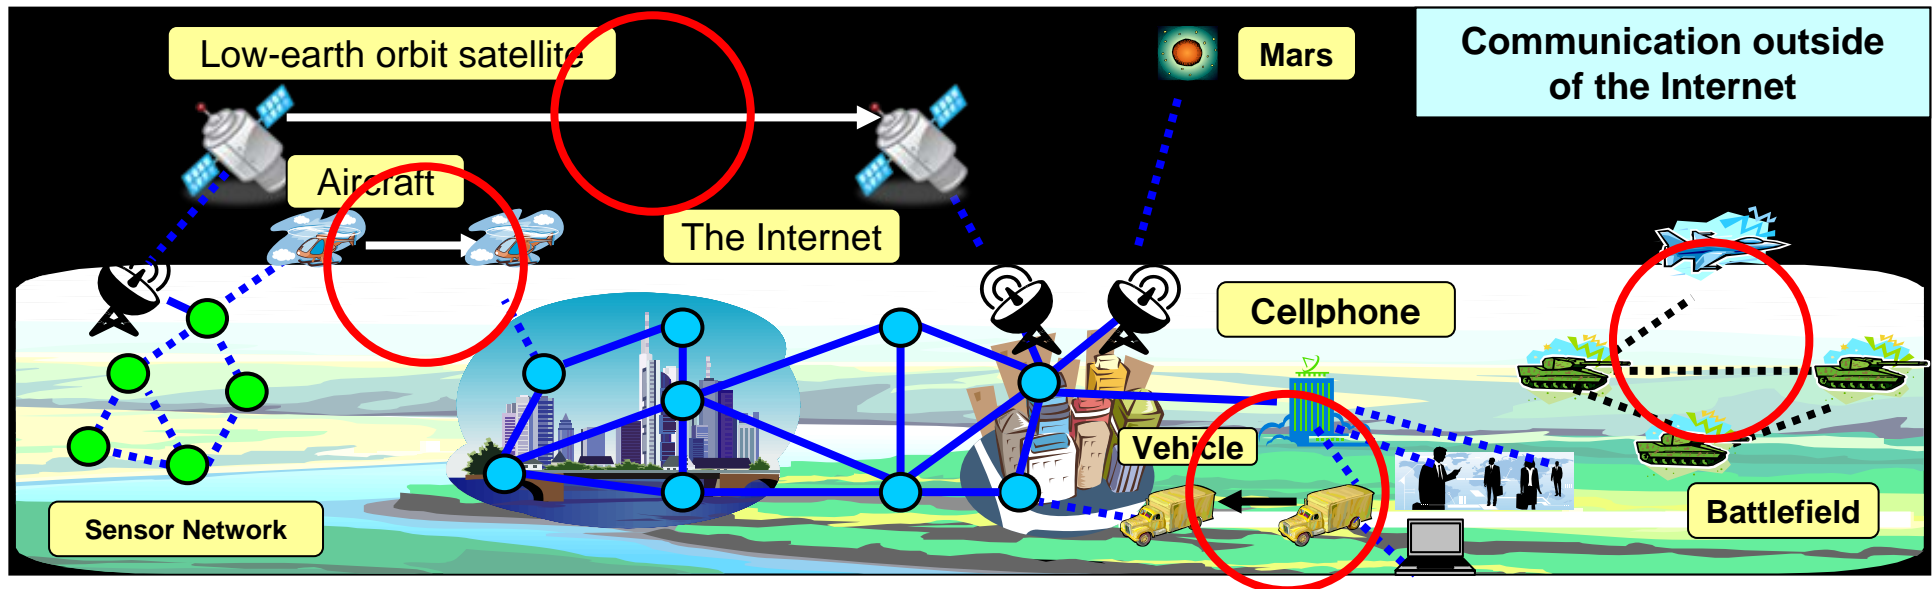 Low-earth orbit satellite
Mars
Communication outside
of the Internet
Aircraft
The Internet
Cellphone
Vehicle
Sensor Network
Battlefield